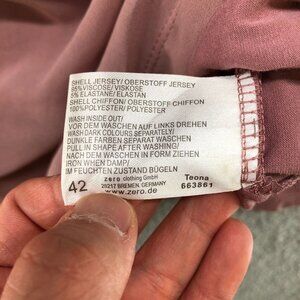 SHELL JERSEY/ OBERSTOFF JERSEY
95%VISCOSE/ VISKOSE
5% ELASTANE/ ELASTAN
SHELL CHIFFON/ OBERSTOFF CHIFFON
100%POLYESTER/ POLYESTER
WASH INSIDE OUT/
VOR DEM WASCHEN AUF LINKS DREHEN
WASH DARK COLOURS SEPARATELY/
DUNKLE FARBEN SEPARAT WASCHEN
PULL IN SHAPE AFTER WASHING/
NACH DEM WASCHEN IN FORM ZIEHEN
IRON WHEN DAMP/
IM FEUCHTEN ZUSTAND BÜGELN
42 zero clothing GmbH Teona
28217 BREMEN, GERMANY 663861
www.zero.de